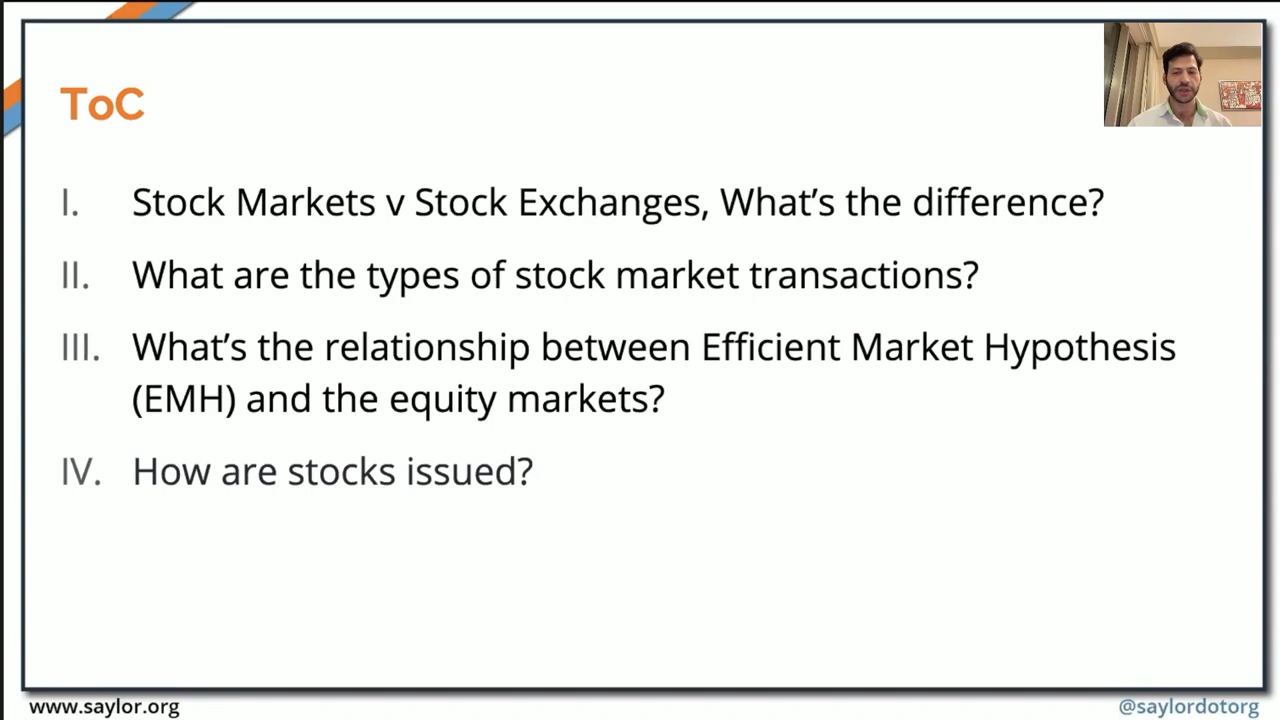 ToC
I. Stock Markets v Stock Exchanges, What’s the difference?
II. What are the types of stock market transactions?
III. What’s the relationship between Efficient Market Hypothesis
(EMH) and the equity markets?
IV. How are stocks issued?
www.saylor.org
@saylordotorg